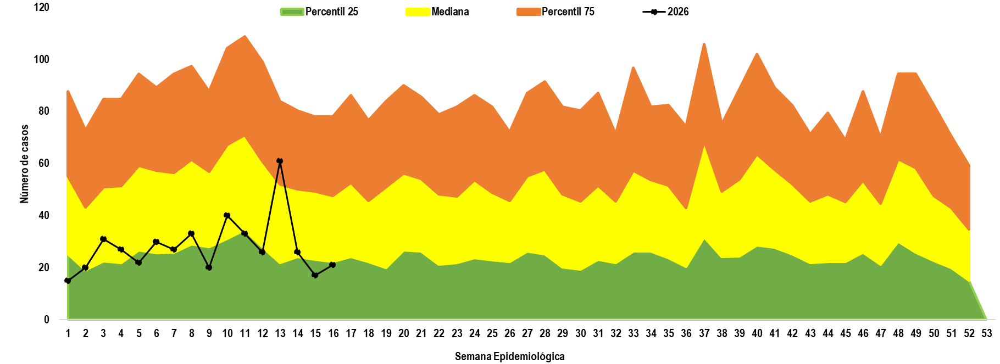 Percentil 25 Mediana Percentil 75 2026
120
100
80
60
40
20
0
Número de casos
1 2 3 4 5 6 7 8 9 10 11 12 13 14 15 16 17 18 19 20 21 22 23 24 25 26 27 28 29 30 31 32 33 34 35 36 37 38 39 40 41 42 43 44 45 46 47 48 49 50 51 52 53
Semana Epidemiológica